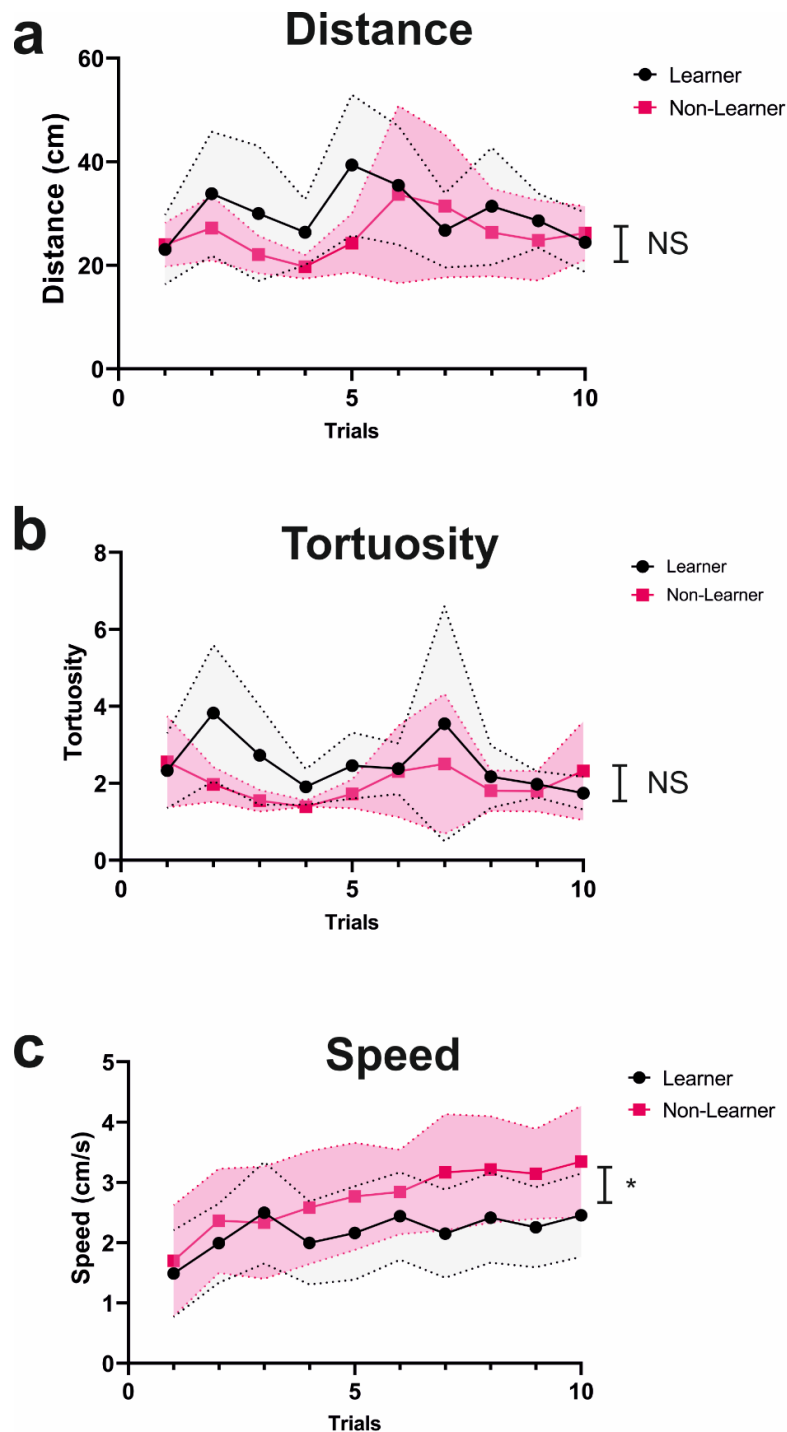 a
Distance
60
40
20
0
Distance (cm)
0 5 10
Trials
Learner
Non-Learner
NS
b
Tortuosity
8
6
4
2
0
Tortuosity
0 5 10
Trials
Learner
Non-Learner
NS
c
Speed
5
4
3
2
1
0
Speed (cm/s)
0 5 10
Trials
Learner
Non-Learner
*